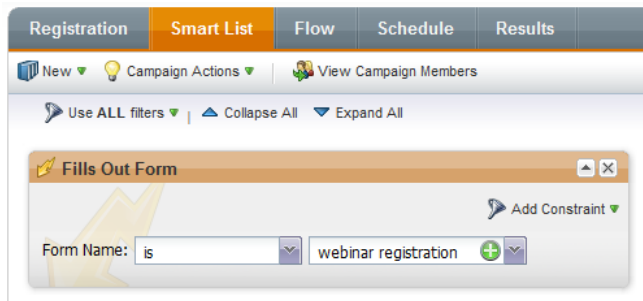 Registration Smart List Flow Schedule Results
New Campaign Actions View Campaign Members
Use ALL filters Collapse All Expand All
Fills Out Form
Add Constraint
Form Name: is webinar registration